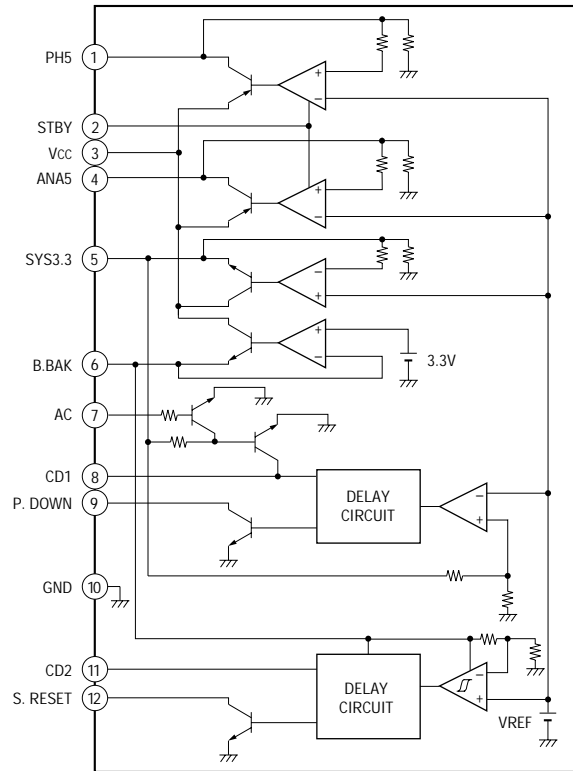 PH5 1
STBY 2
VCC 3
ANA5 4
SYS3.3 5
B.BAK 6
3.3V
AC 7
CD1 8
P. DOWN 9
DELAY
CIRCUIT
GND 10
CD2 11
S. RESET 12
DELAY
CIRCUIT
VREF
+
−
+
−
−
+
+
−
−
+
−
+